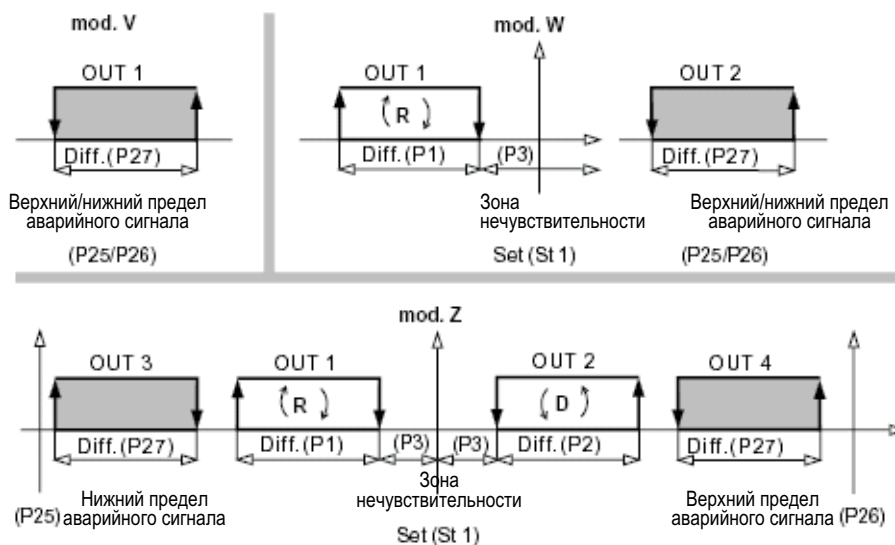 mod. V
OUT 1
Diff.(P27)
Верхний/нижний предел
аварийного сигнала
(P25/P26)
mod. W
OUT 1
(R)
Diff.(P1)
(P3)
Зона
нечувствительности
Set (St 1)
OUT 2
Diff.(P27)
Верхний/нижний предел
аварийного сигнала
(P25/P26)
mod. Z
OUT 3
Diff.(P27)
(P25)
Нижний предел
аварийного сигнала
OUT 1
(R)
Diff.(P1)
(P3)
(P3)
Зона
нечувствительности
Set (St 1)
OUT 2
(D)
Diff.(P2)
OUT 4
Diff.(P27)
Верхний предел
аварийного сигнала
(P26)